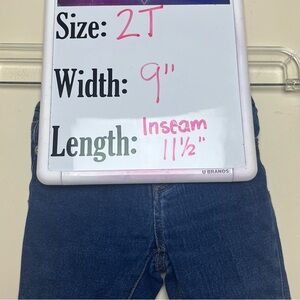 Size: 2T
Width: 9"
Length: Inseam
11½"
U BRANDS